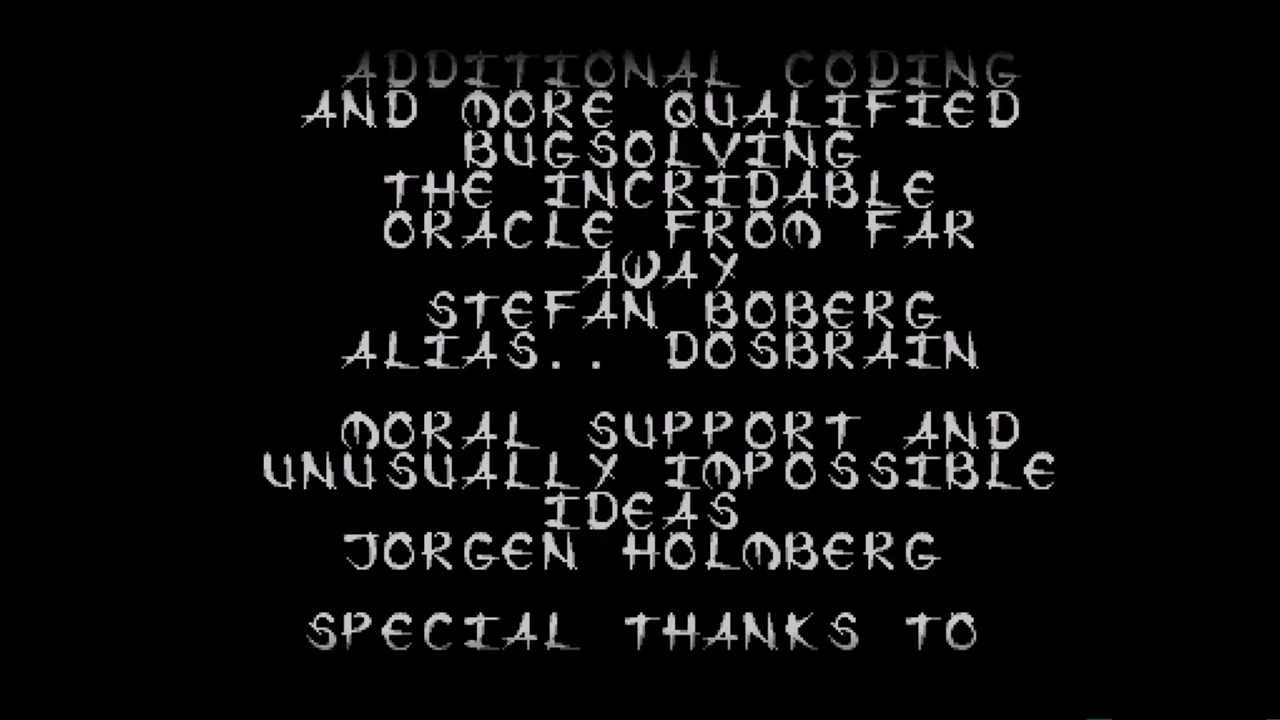 ADDITIONAL CODING
AND MORE QUALIFIED
BUGSOLVING
THE INCRIDABLE
ORACLE FROM FAR
AWAY
STEFAN BOBERG
ALIAS.. DOSBRAIN
MORAL SUPPORT AND
UNUSUALLY IMPOSSIBLE
IDEAS
JORGEN HOLMBERG
SPECIAL THANKS TO